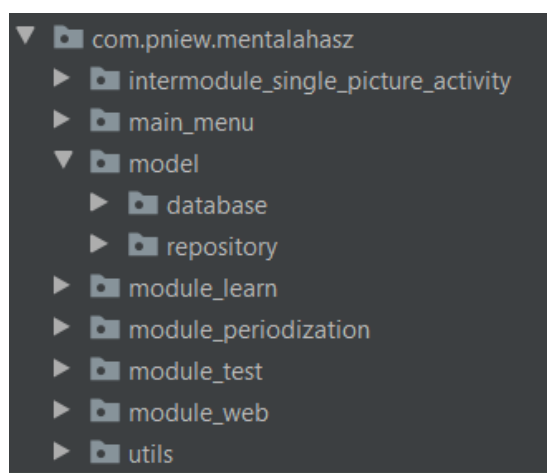 com.pniew.mentalahasz
intermodule_single_picture_activity
main_menu
model
database
repository
module_learn
module_periodization
module_test
module_web
utils